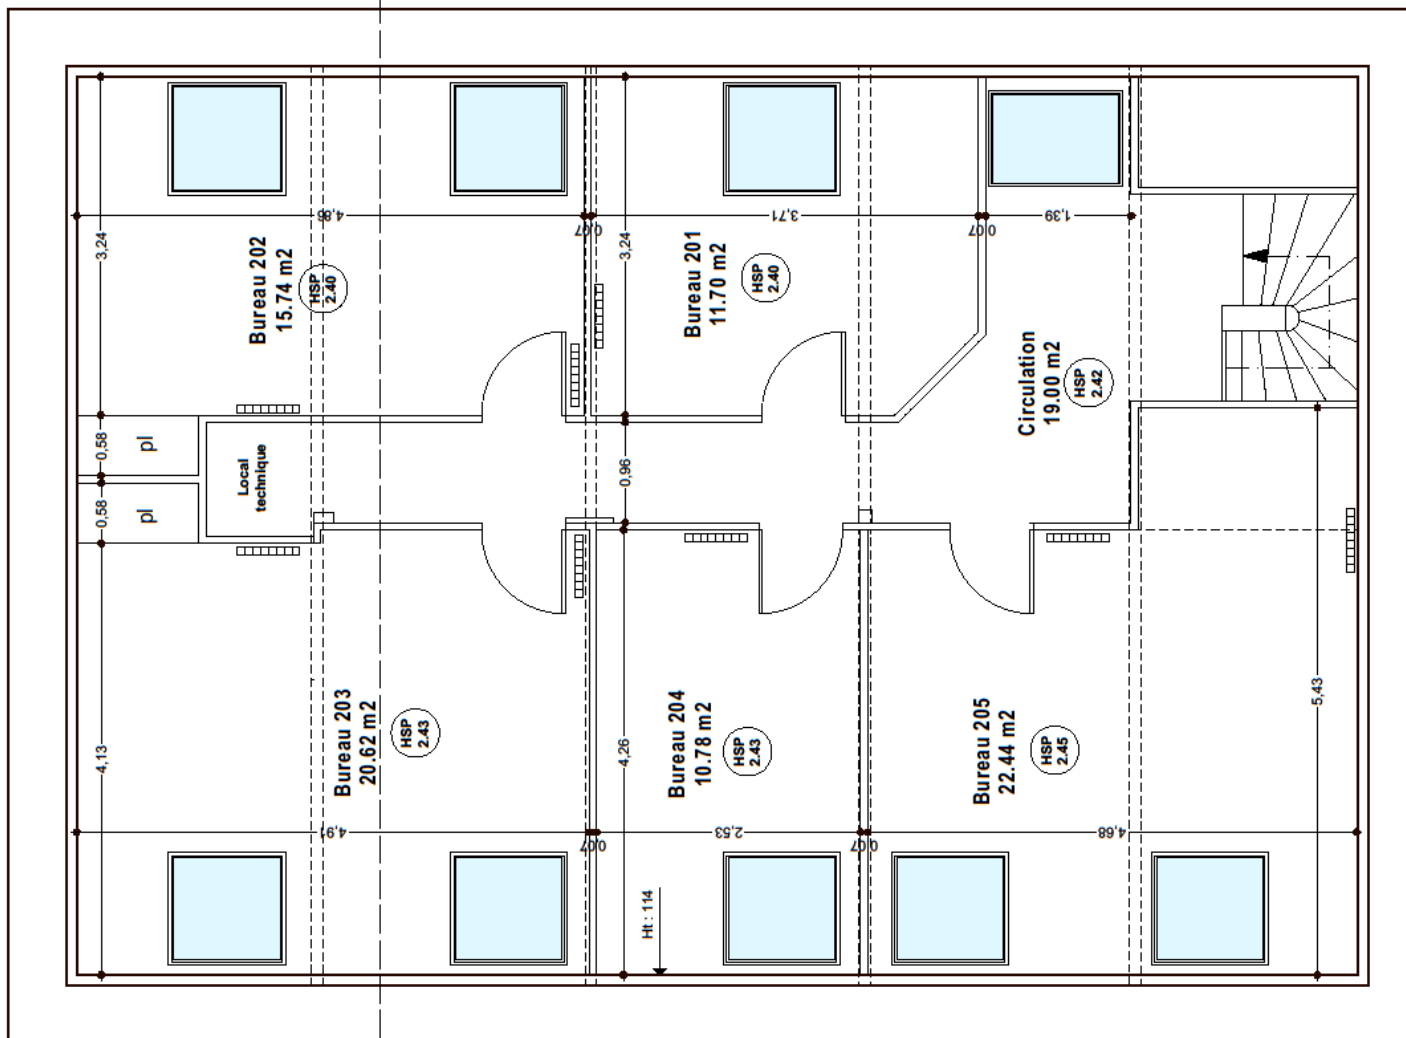 4,86
0,07
3,71
0,07
1,39
3,24
3,24
Bureau 202
15.74 m2
HSP
2.40
Bureau 201
11.70 m2
HSP
2.40
Circulation
19.00 m2
HSP
2.42
0,58
pl
0,58
pl
Local
technique
0,96
4,13
Bureau 203
20.62 m2
HSP
2.43
4,26
Bureau 204
10.78 m2
HSP
2.43
Bureau 205
22.44 m2
HSP
2.45
5,43
4,91
0,07
2,53
0,07
4,68
Ht : 114